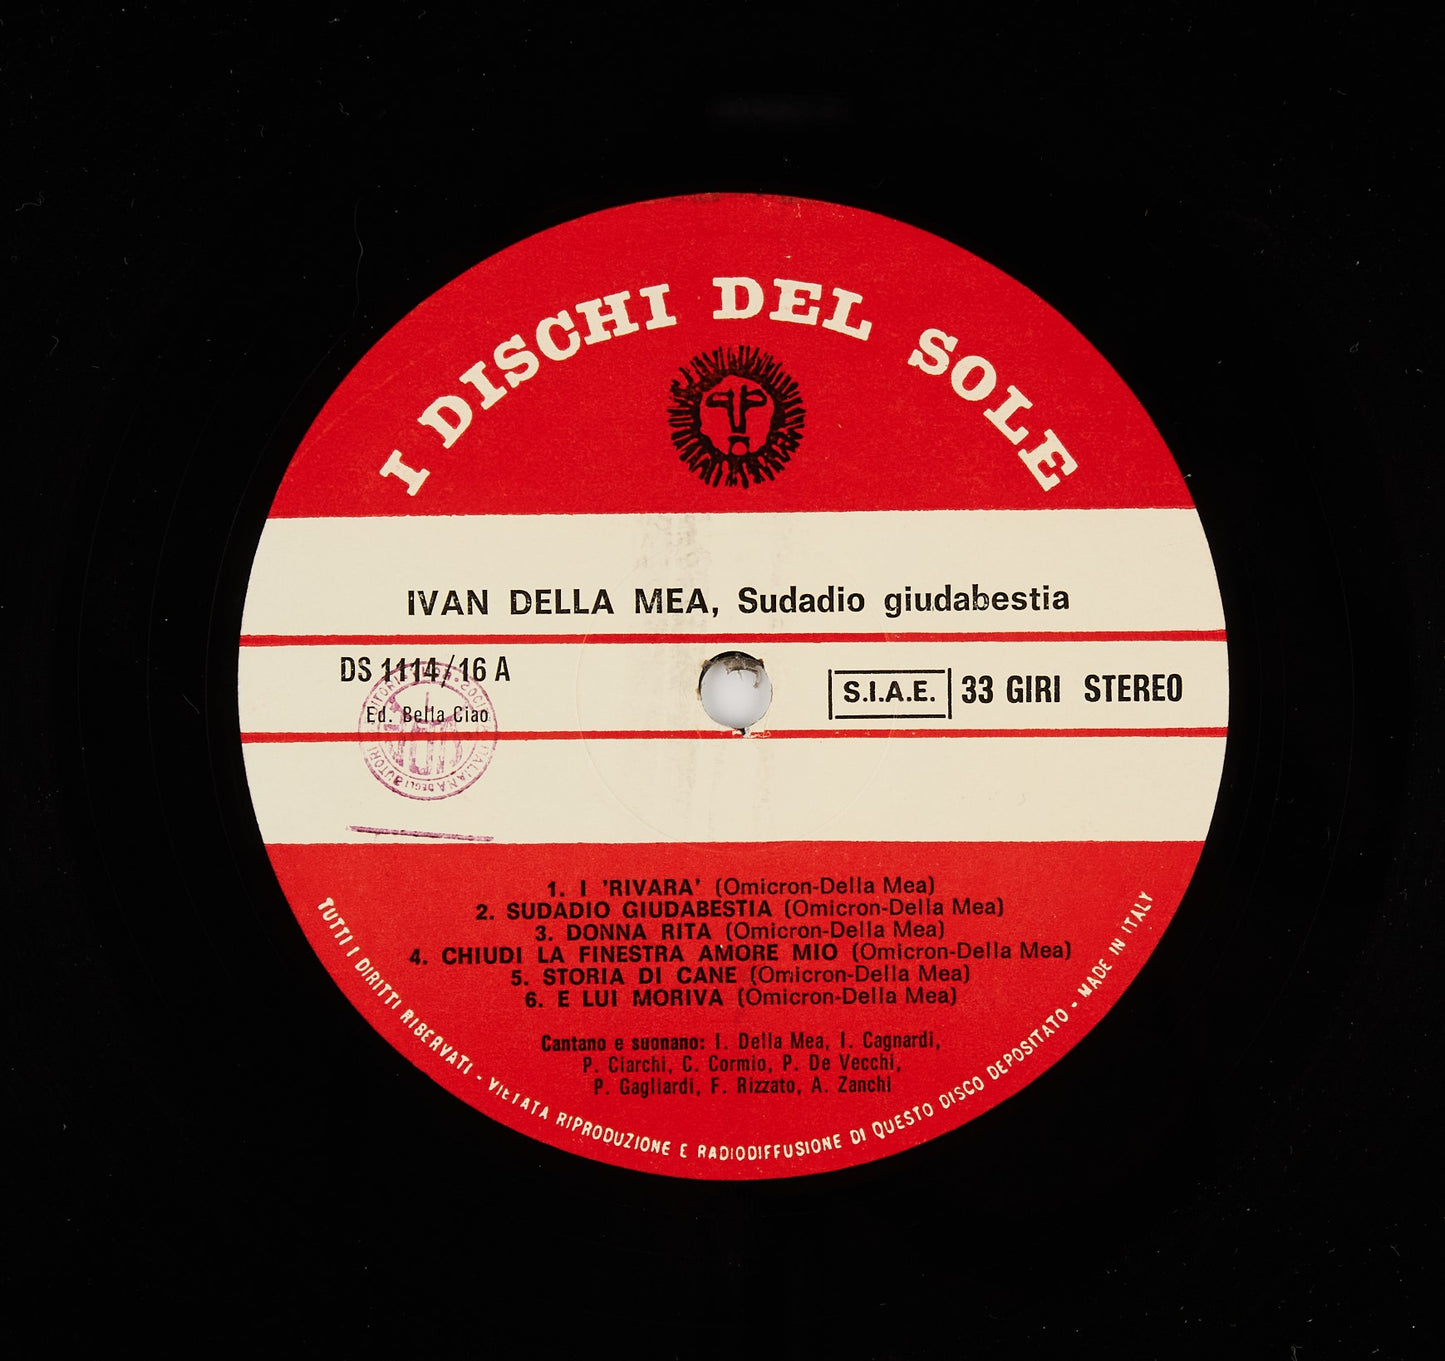 I DISCHI DEL SOLE
IVAN DELLA MEA, Sudadio giudabestia
DS 1114/16 A
Ed. Bella Ciao
S.I.A.E. 33 GIRI STEREO
1. I 'RIVARA' (Omicron-Della Mea)
2. SUDADIO GIUDABESTIA (Omicron-Della Mea)
3. DONNA RITA (Omicron-Della Mea)
4. CHIUDI LA FINESTRA AMORE MIO (Omicron-Della Mea)
5. STORIA DI CANE (Omicron-Della Mea)
6. E LUI MORIVA (Omicron-Della Mea)
Cantano e suonano: I. Della Mea, I. Cagnardi,
P. Ciarchi, C. Cormio, P. De Vecchi,
P. Gagliardi, F. Rizzato, A. Zanchi
TUTTI I DIRITTI RISERVATI - VIETATA RIPRODUZIONE E RADIODIFFUSIONE DI QUESTO DISCO DEPOSITATO - MADE IN ITALY